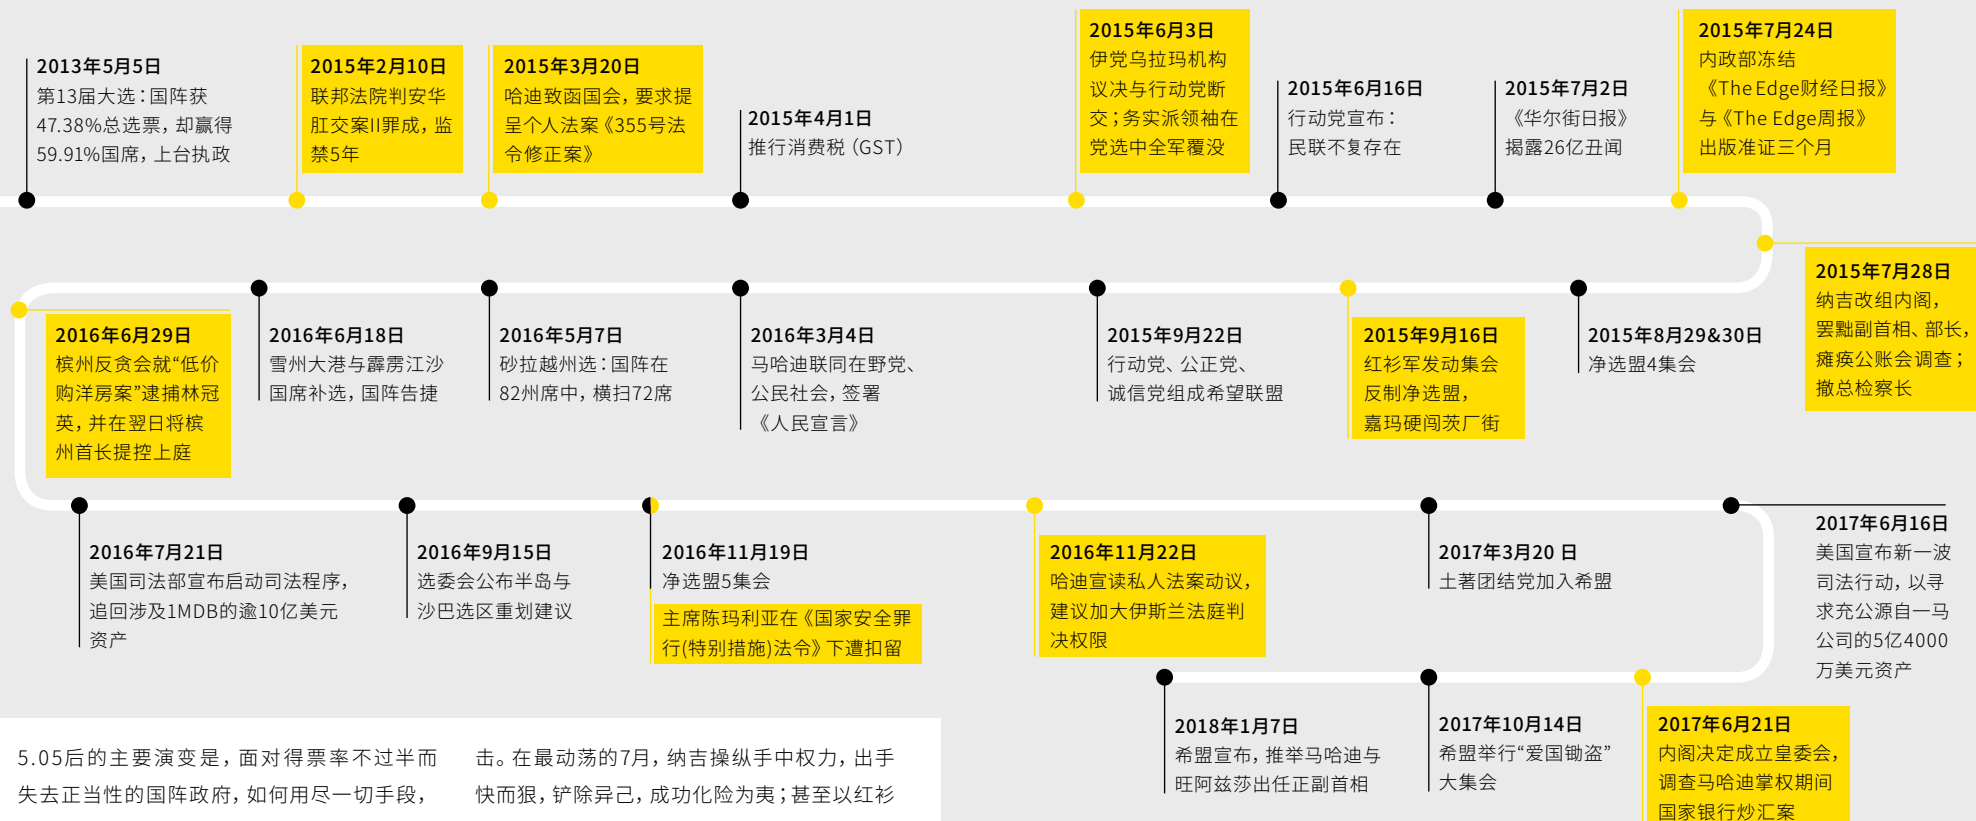 2013年5月5日
第13届大选：国阵获
47.38%总选票，却赢得
59.91%国席，上台执政
2015年2月10日
联邦法院判安华
肛交案II罪成，监
禁5年
2015年3月20日
哈迪致函国会，要求提
呈个人法案《355号法
令修正案》
2015年4月1日
推行消费税（GST）
2015年6月3日
伊党乌拉玛机构
议决与行动党断
交；务实派领袖在
党选中全军覆没
2015年6月16日
行动党宣布：
民联不复存在
2015年7月2日
《华尔街日报》
揭露26亿丑闻
2015年7月24日
内政部冻结
《The Edge财经日报》
与《The Edge周报》
出版准证三个月
2015年7月28日
纳吉改组内阁，
罢黜副首相、部长，
瘫痪公账会调查；
撤总检察长
2015年8月29&30日
净选盟4集会
2015年9月16日
红衫军发动集会
反制净选盟，
嘉玛硬闯茨厂街
2015年9月22日
行动党、公正党、
诚信党组成希望联盟
2016年3月4日
马哈迪联同在野党、
公民社会，签署
《人民宣言》
2016年5月7日
砂拉越州选：国阵在
82州席中，横扫72席
2016年6月18日
雪州大港与霹雳江沙
国席补选，国阵告捷
2016年6月29日
槟州反贪会就“低价
购洋房案”逮捕林冠
英，并在翌日将槟
州首长提控上庭
2016年7月21日
美国司法部宣布启动司法程序，
追回涉及1MDB的逾10亿美元
资产
2016年9月15日
选委会公布半岛与
沙巴选区重划建议
2016年11月19日
净选盟5集会
主席陈玛利亚在《国家安全罪
行(特别措施)法令》下遭扣留
2016年11月22日
哈迪宣读私人法案动议，
建议加大伊斯兰法庭判
决权限
2017年3月20 日
土著团结党加入希盟
2017年6月16日
美国宣布新一波
司法行动，以寻
求充公源自一马
公司的5亿4000
万美元资产
2017年6月21日
内阁决定成立皇委会，
调查马哈迪掌权期间
国家银行炒汇案
2017年10月14日
希盟举行“爱国锄盗”
大集会
2018年1月7日
希盟宣布，推举马哈迪与
旺阿兹莎出任正副首相
5.05后的主要演变是，面对得票率不过半而
失去正当性的国阵政府，如何用尽一切手段，
击。在最动荡的7月，纳吉操纵手中权力，出手
快而狠，铲除异己，成功化险为夷；甚至以红衫